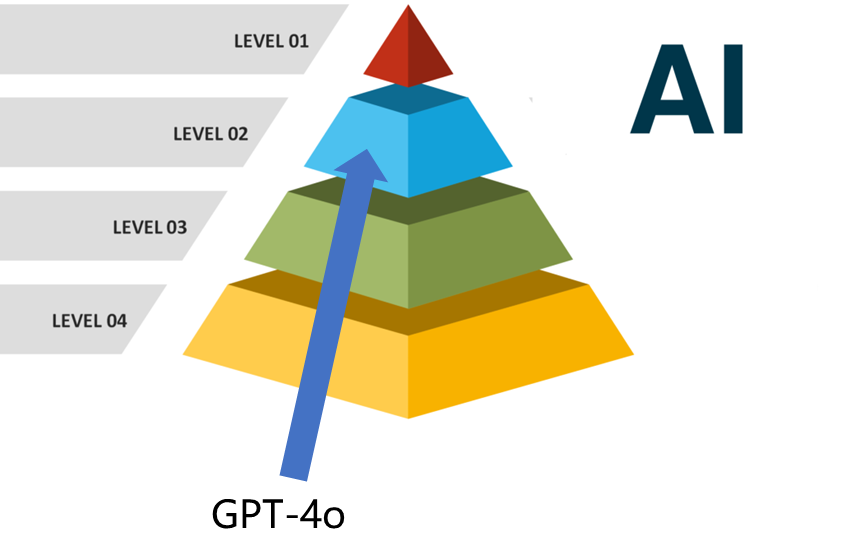 LEVEL 01
AI
LEVEL 02
LEVEL 03
LEVEL 04
GPT-4o